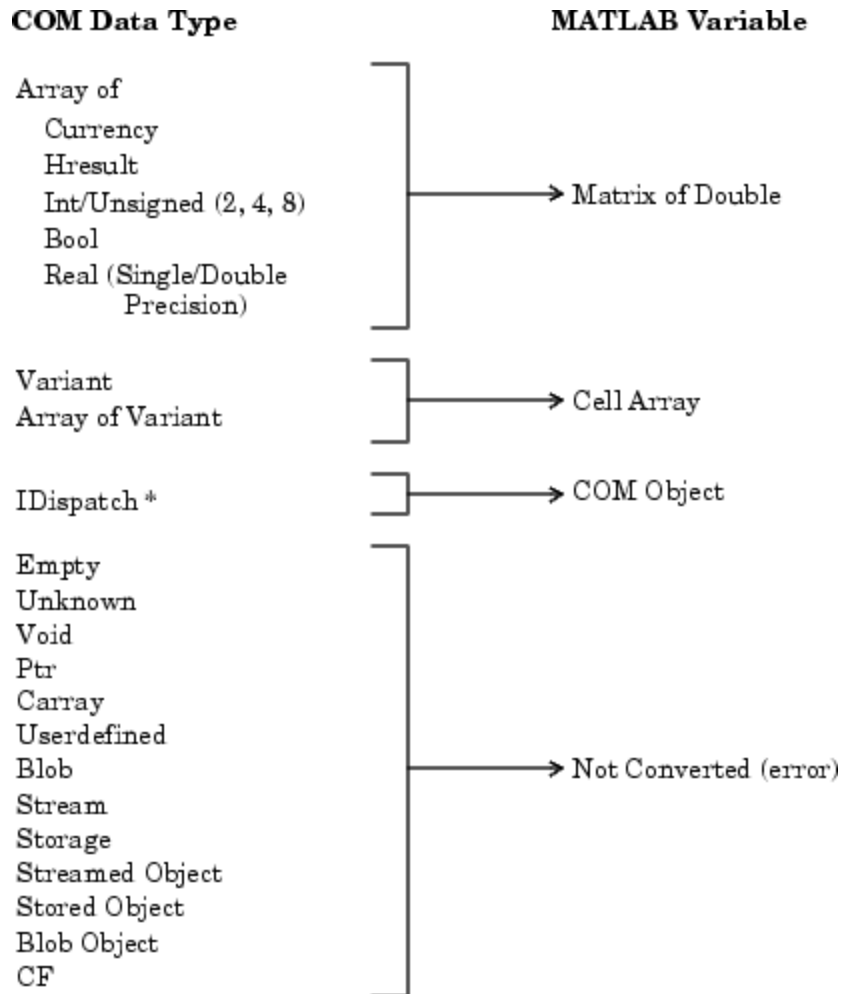 COM Data Type MATLAB Variable
Array of
Currency
Hresult
Int/Unsigned (2, 4, 8)
Bool
Real (Single/Double
Precision)
Matrix of Double
Variant
Array of Variant
Cell Array
IDispatch *
COM Object
Empty
Unknown
Void
Ptr
Carray
Userdefined
Blob
Stream
Storage
Streamed Object
Stored Object
Blob Object
CF
Not Converted (error)